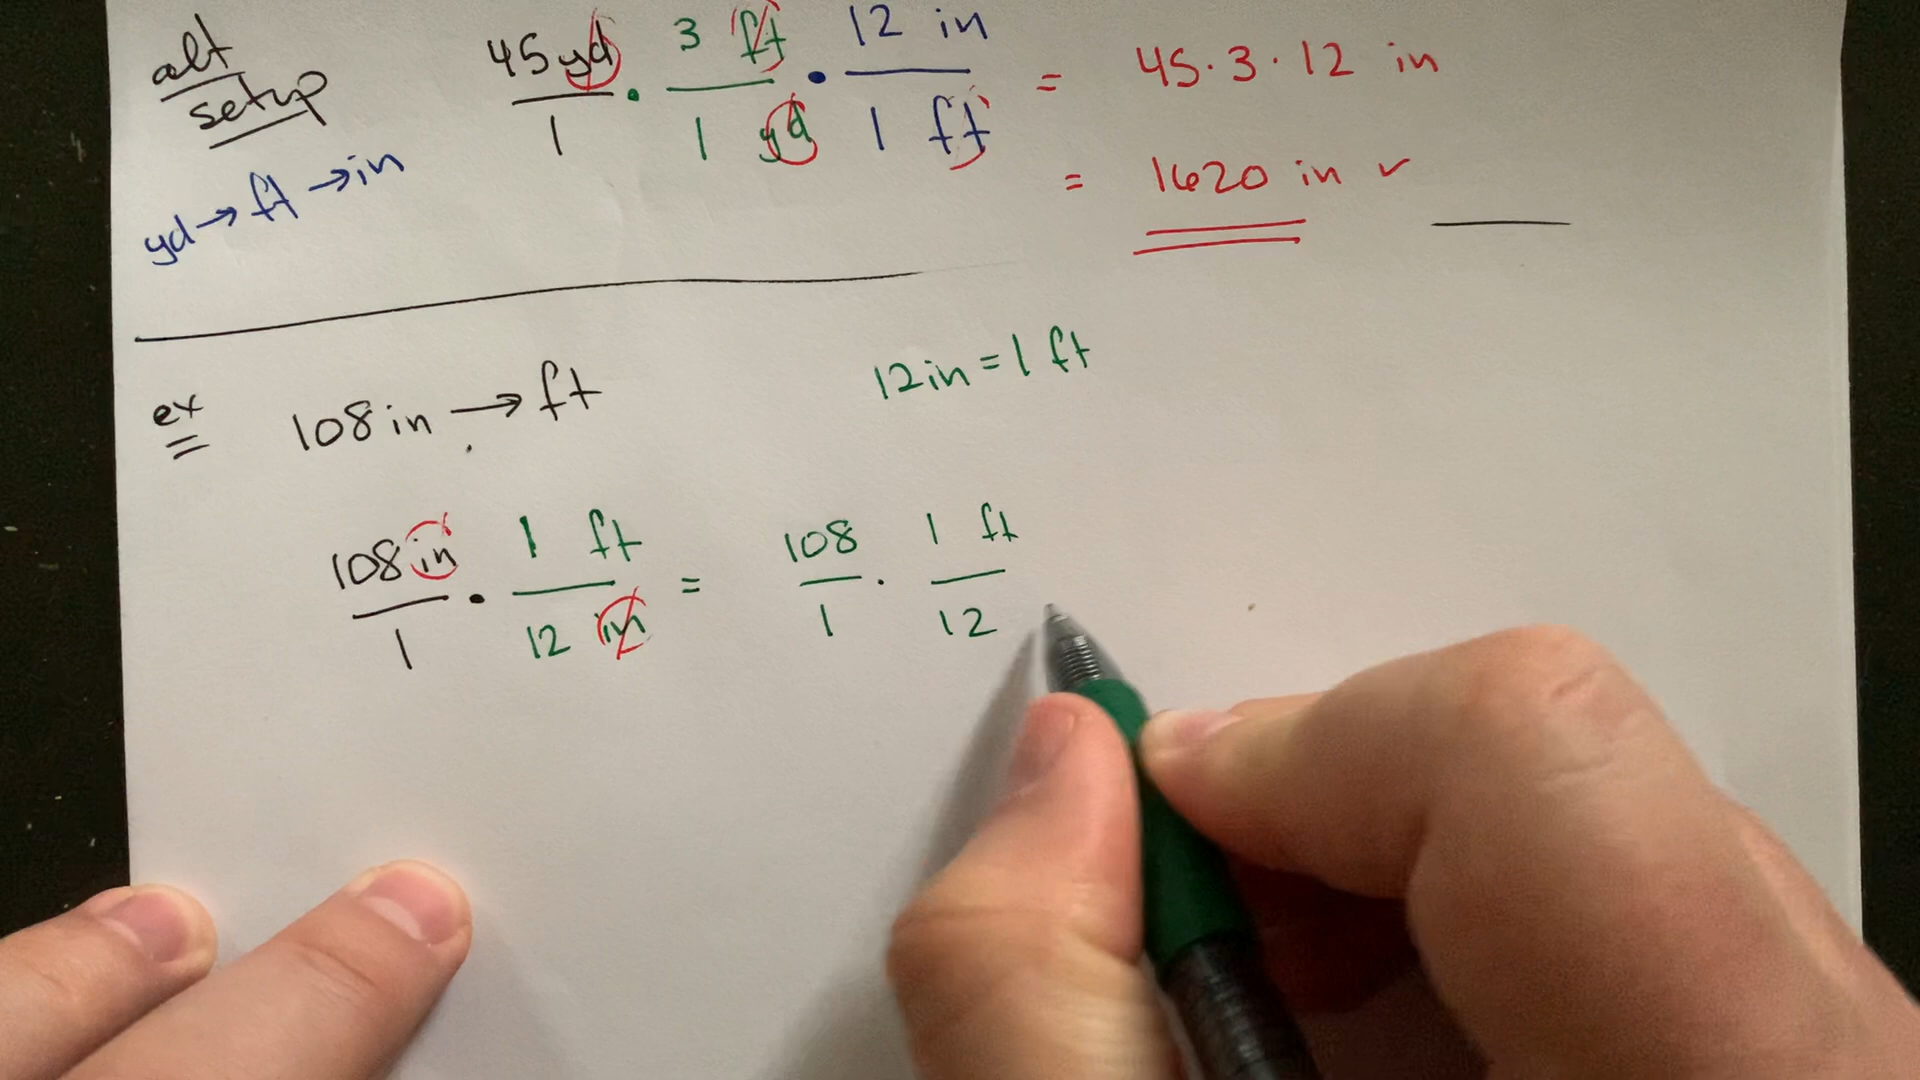 alt setup
45 yd / 1 · 3 ft / 1 yd · 12 in / 1 ft = 45 · 3 · 12 in
yd → ft → in
= 1620 in ✓
ex 108 in → ft
12 in = 1 ft
108 in / 1 · 1 ft / 12 in = 108 / 1 · 1 ft / 12